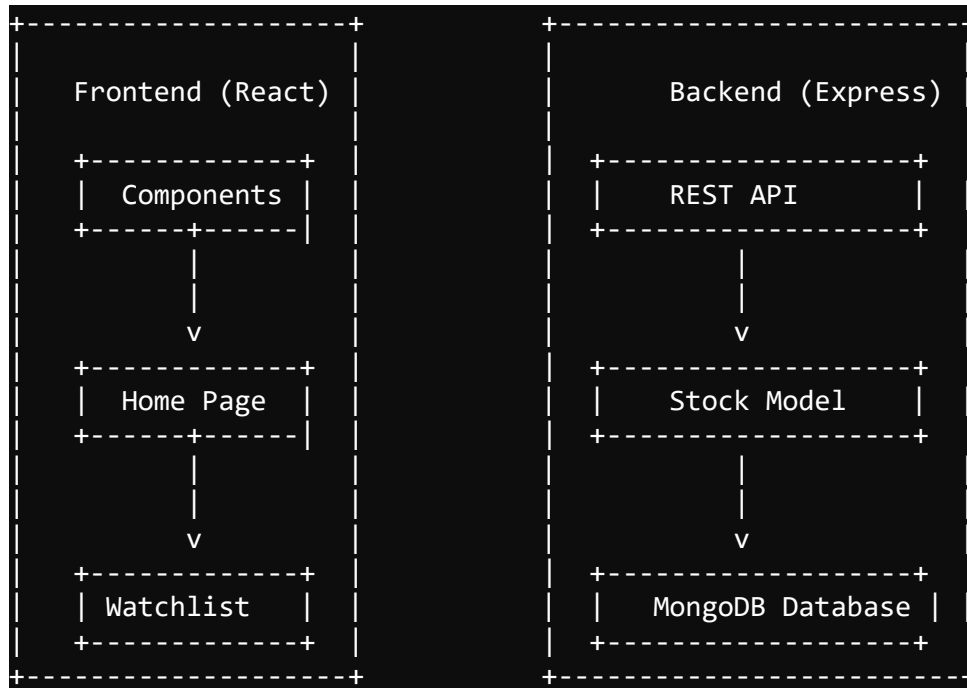 Frontend (React)
Backend (Express)
Components
REST API
v
v
Home Page
Stock Model
v
v
Watchlist
MongoDB Database